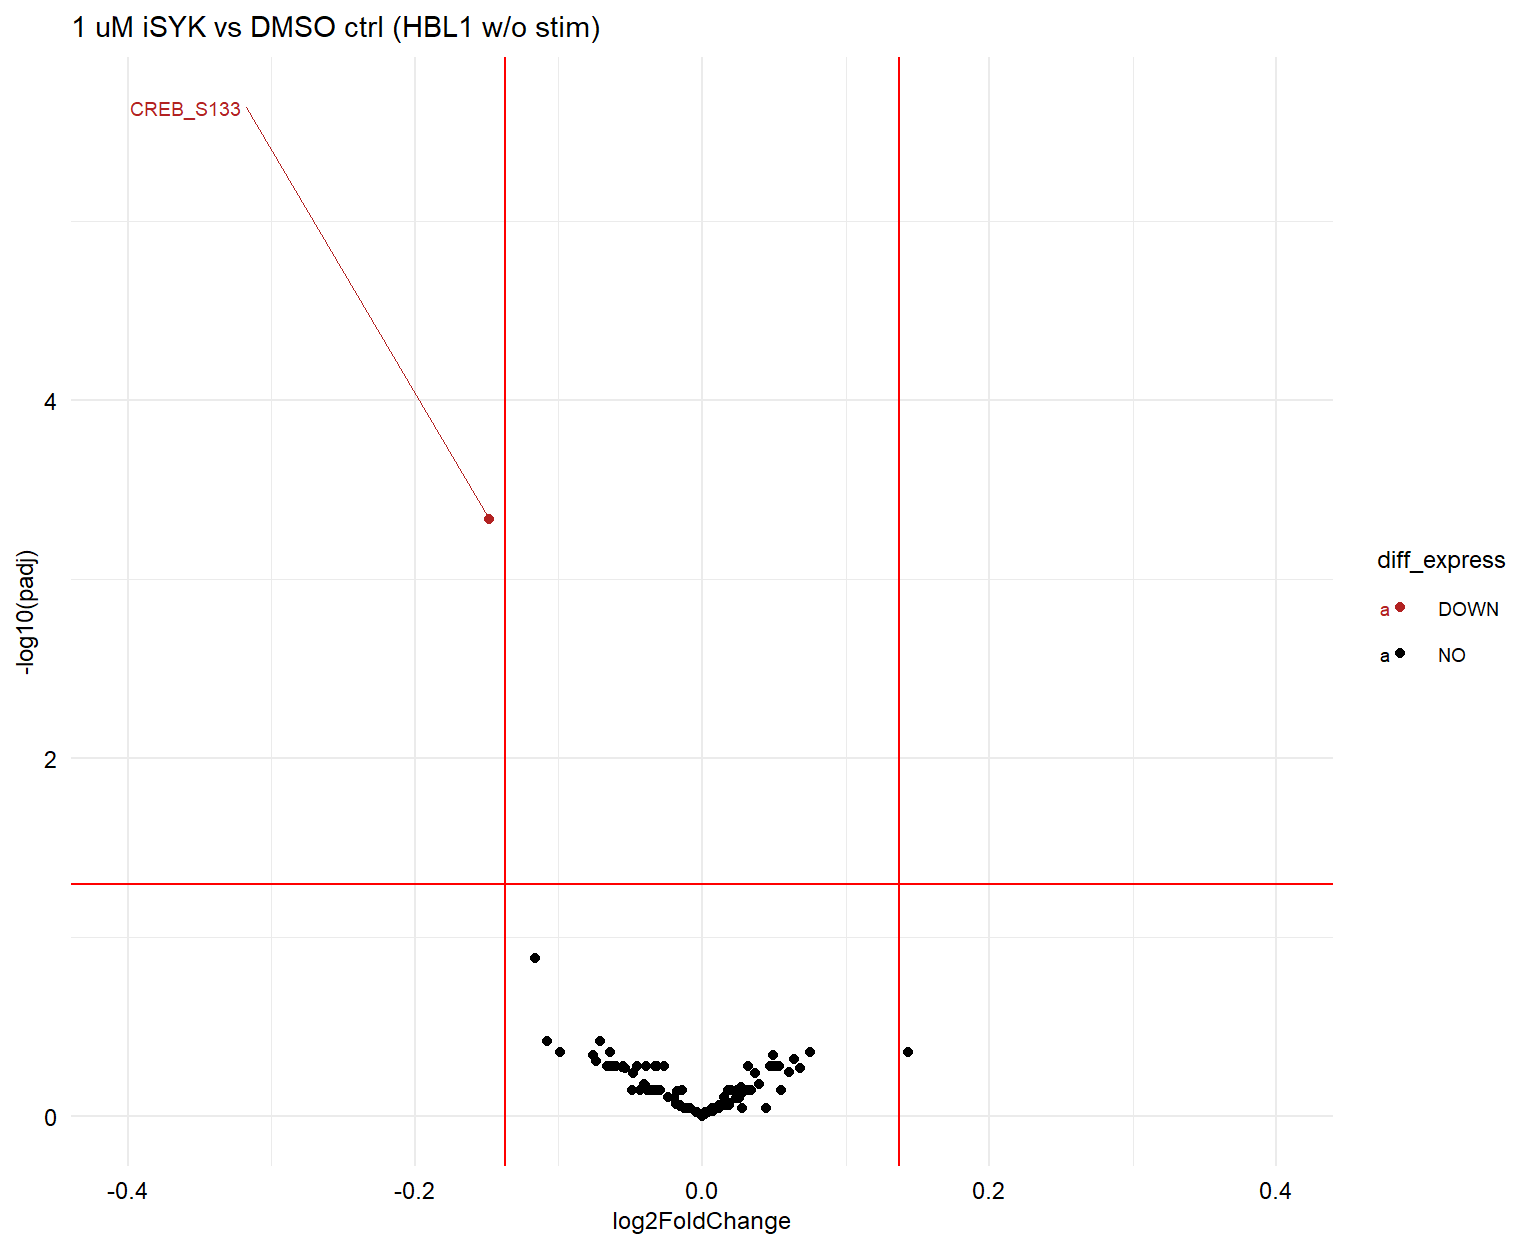 1 uM iSYK vs DMSO ctrl (HBL1 w/o stim)
CREB_S133
4
2
0
-log10(padj)
-0.4
-0.2
0.0
0.2
0.4
log2FoldChange
diff_express
a DOWN
a NO